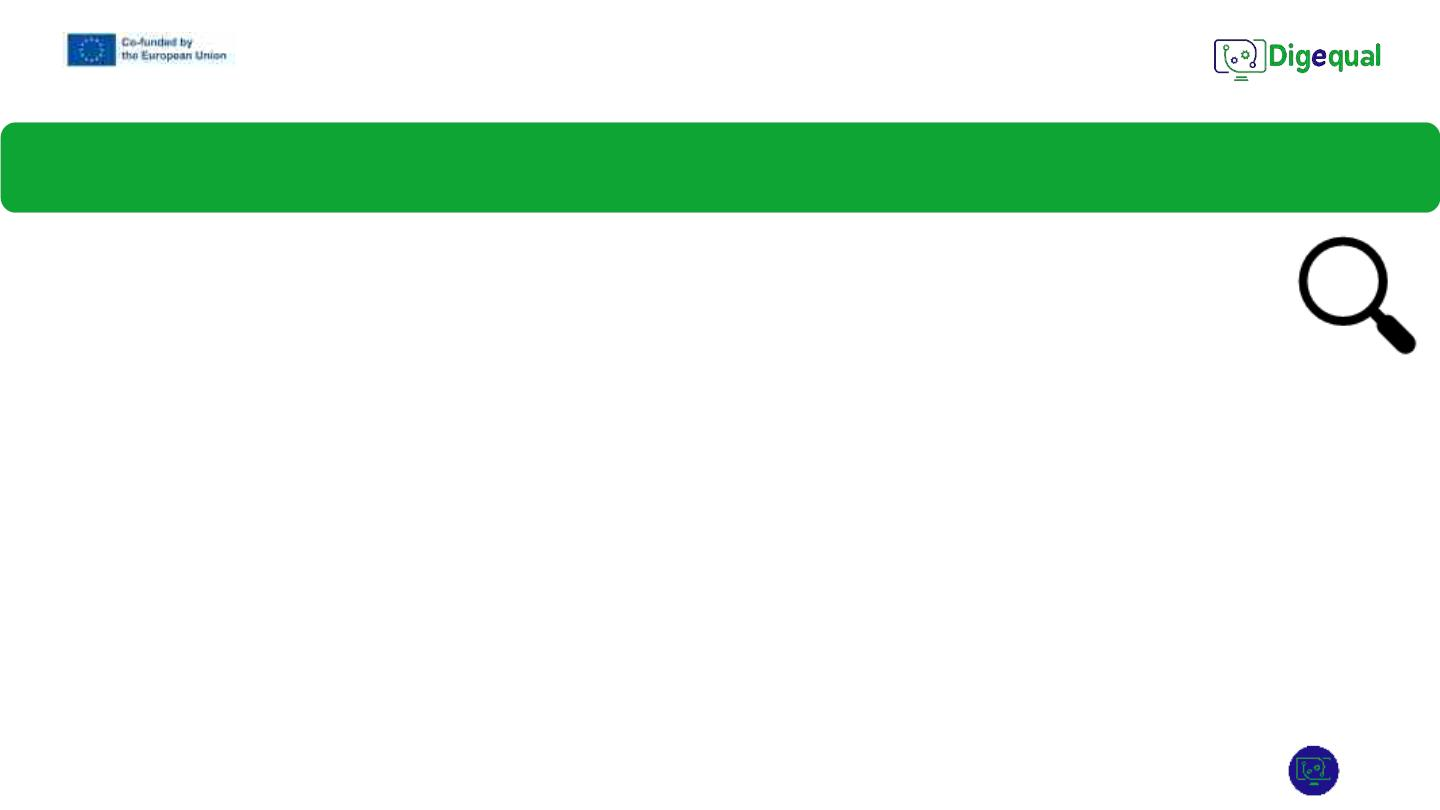 Co-funded by
the European Union
Digequal